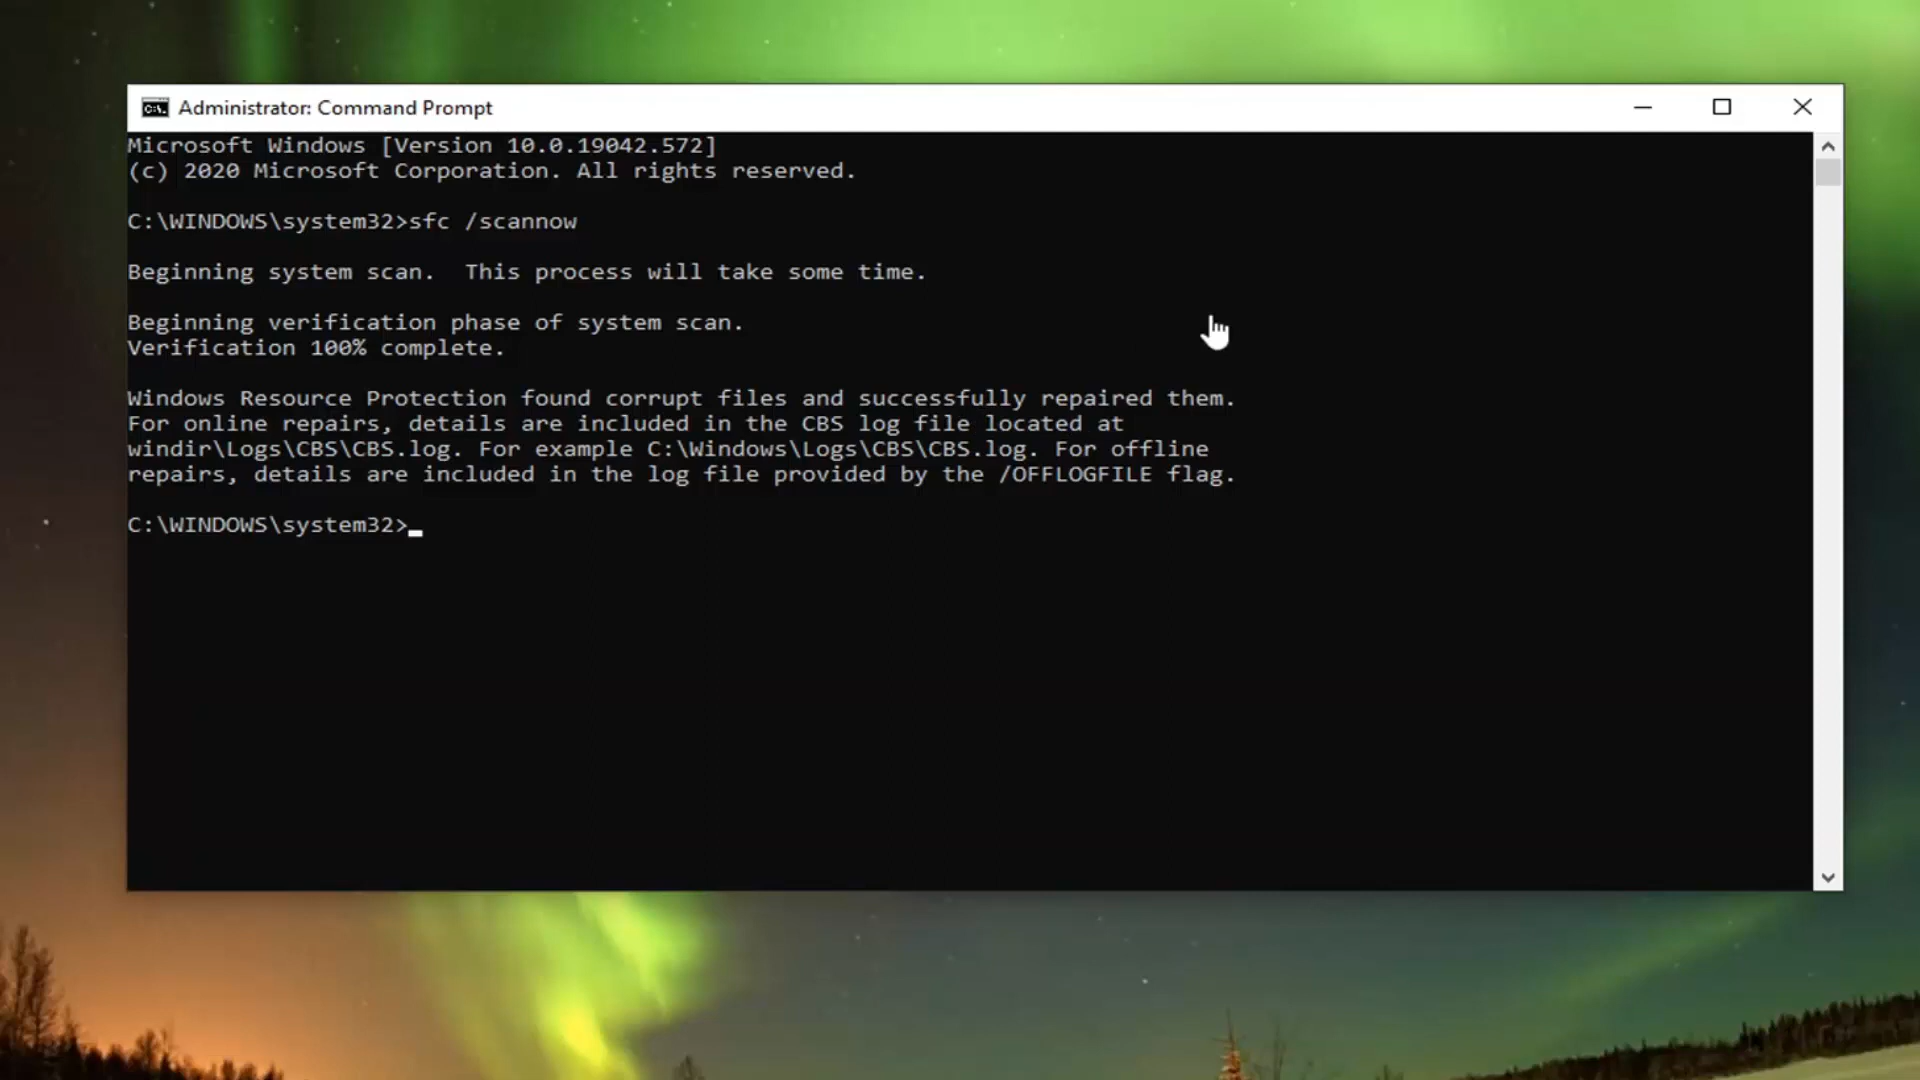 Administrator: Command Prompt
Microsoft Windows [Version 10.0.19042.572]
(c) 2020 Microsoft Corporation. All rights reserved.
C:\WINDOWS\system32>sfc /scannow
Beginning system scan.  This process will take some time.
Beginning verification phase of system scan.
Verification 100% complete.
Windows Resource Protection found corrupt files and successfully repaired them.
For online repairs, details are included in the CBS log file located at
windir\Logs\CBS\CBS.log. For example C:\Windows\Logs\CBS\CBS.log. For offline
repairs, details are included in the log file provided by the /OFFLOGFILE flag.
C:\WINDOWS\system32>